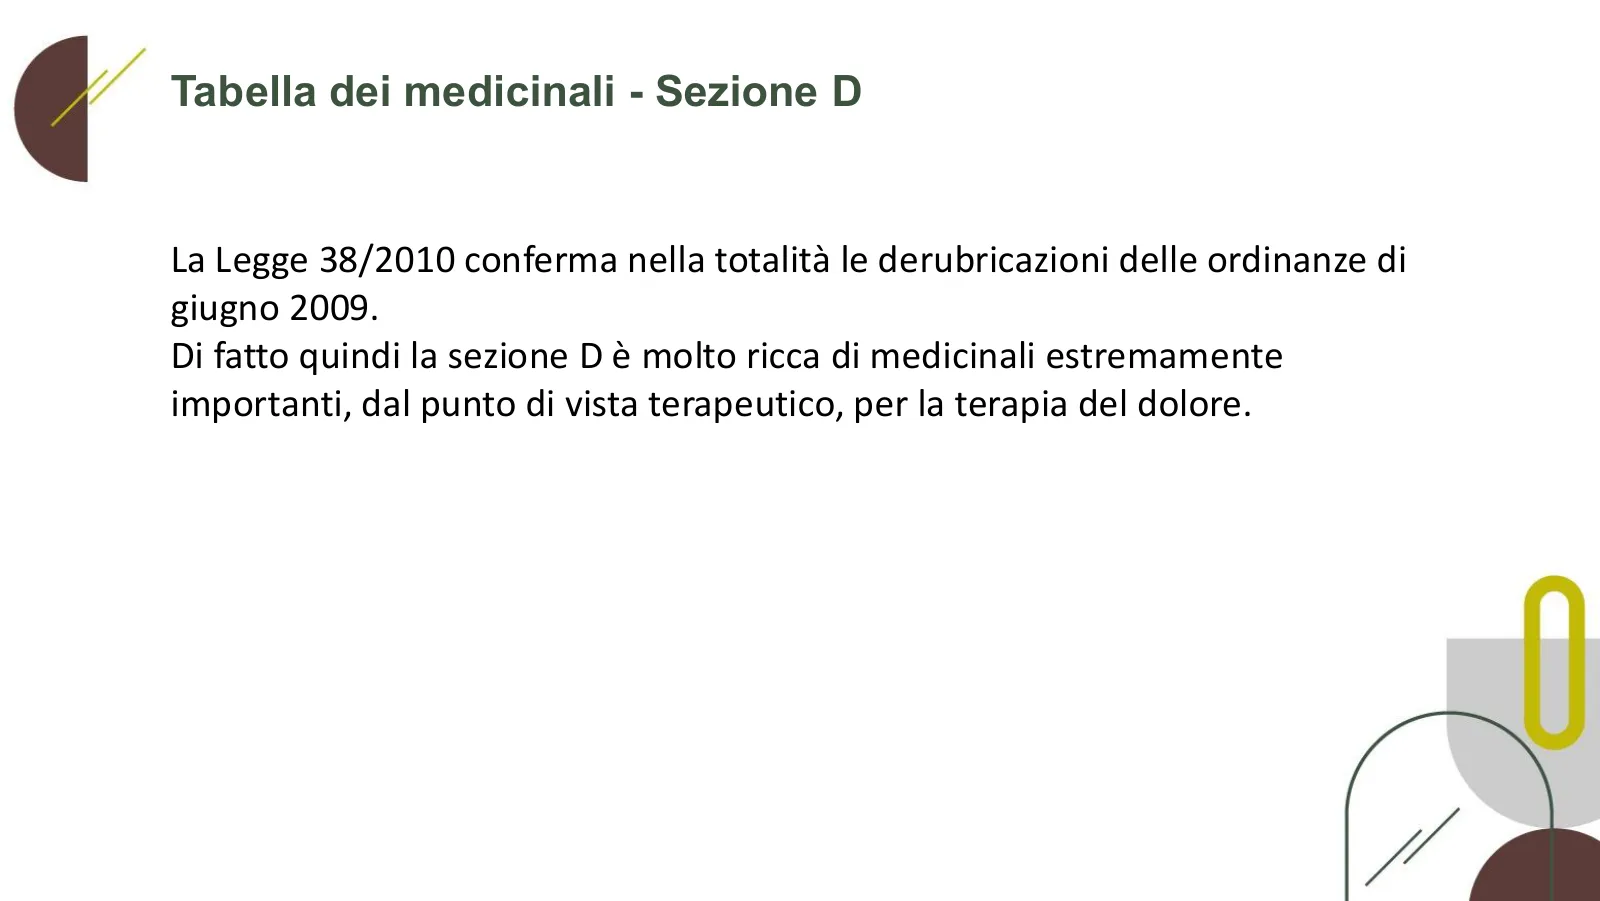 Tabella dei medicinali - Sezione D
La Legge 38/2010 conferma nella totalità le derubricazioni delle ordinanze di
giugno 2009.
Di fatto quindi la sezione D è molto ricca di medicinali estremamente
importanti, dal punto di vista terapeutico, per la terapia del dolore.